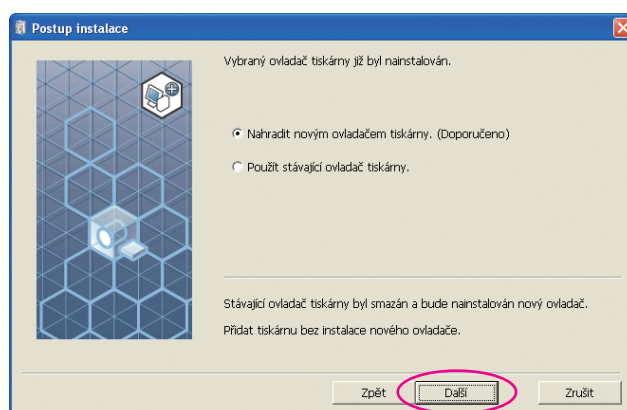 Postup instalace
Vybraný ovladač tiskárny již byl nainstalován.
Nahradit novým ovladačem tiskárny. (Doporučeno)
Použít stávající ovladač tiskárny.
Stávající ovladač tiskárny byl smazán a bude nainstalován nový ovladač.
Přidat tiskárnu bez instalace nového ovladače.
Zpět
Další
Zrušit